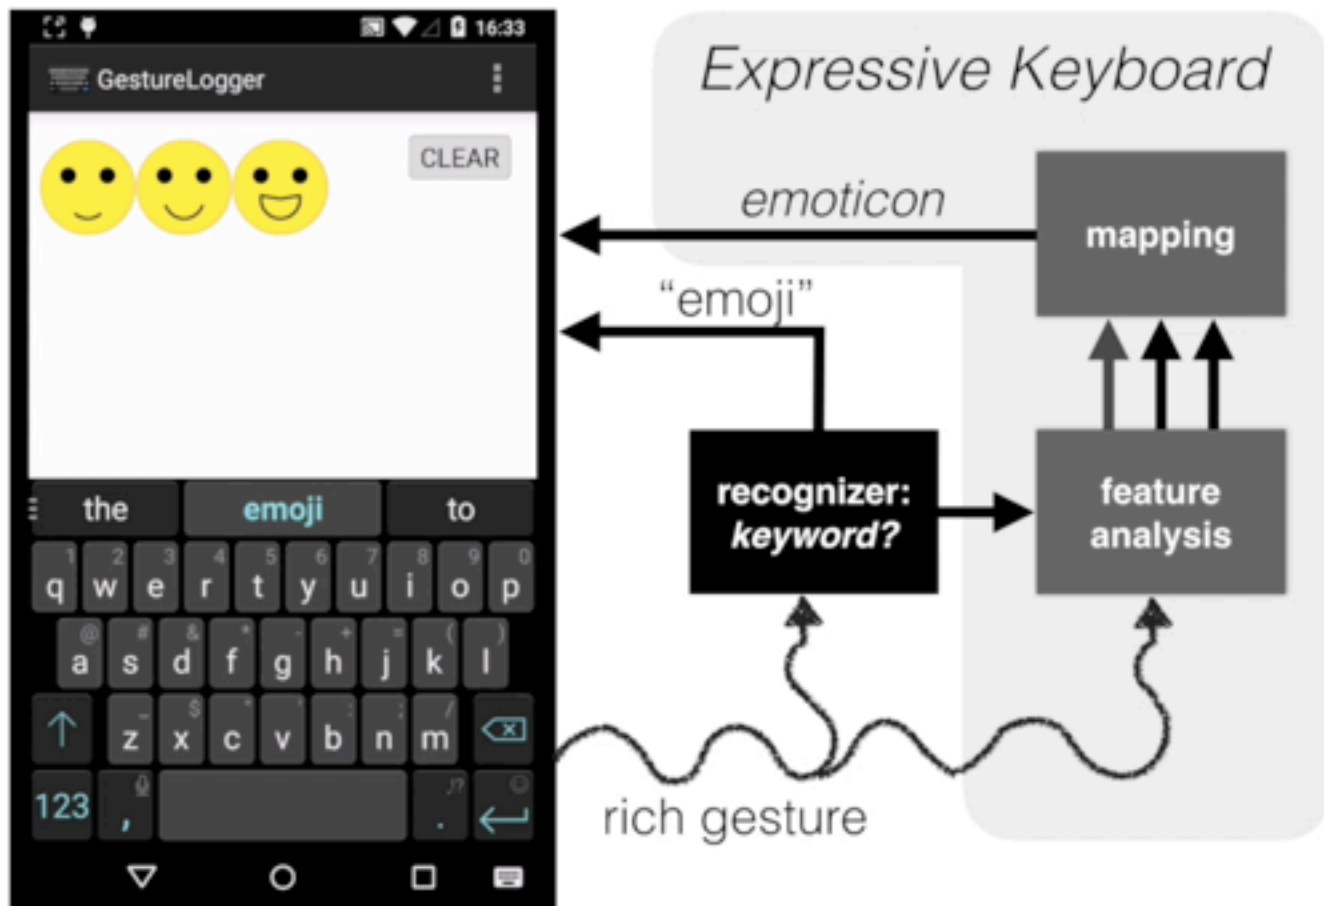 16:33
GestureLogger
CLEAR
Expressive Keyboard
emoticon
mapping
“emoji”
recognizer:
keyword?
feature
analysis
the emoji to
1 2 3 4 5 6 7 8 9 0
q w e r t y u i o p
@ # & * - + = ( )
a s d f g h j k l
_ $ " ' : ; /
z x c v b n m
!?
123 , .
rich gesture